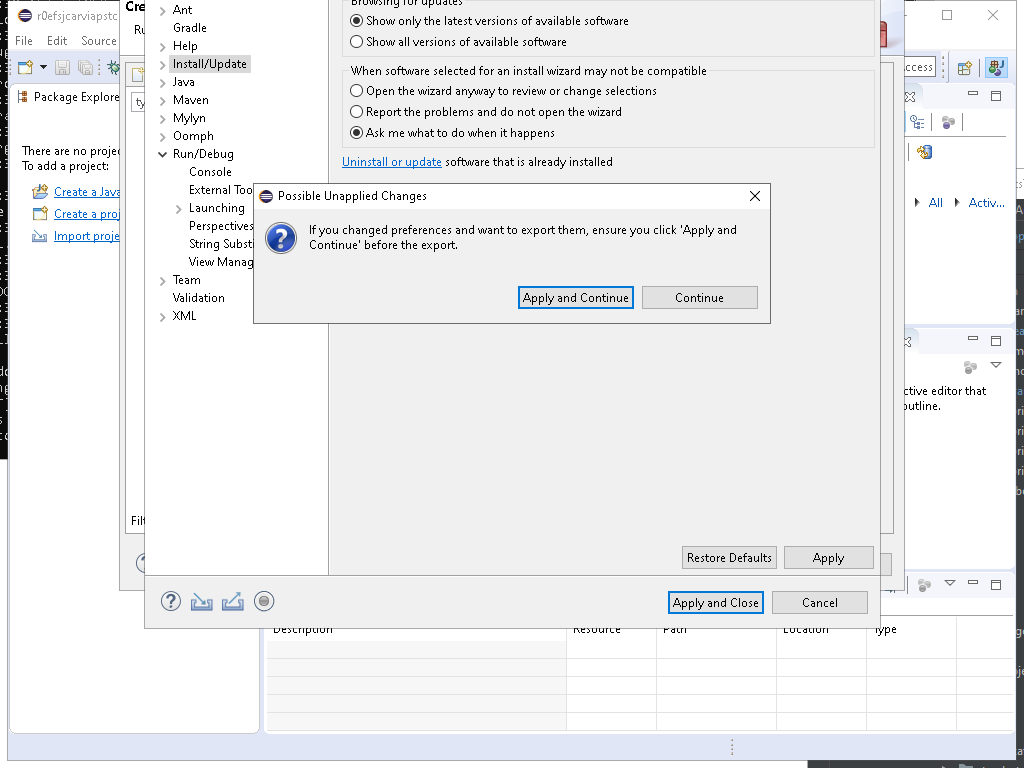 r0efsjcarviapstc
File Edit Source
Package Explore
There are no projec
To add a project:
Create a Java
Create a proj
Import proje
Cre
Ru
ty
Filt
Ant
Gradle
Help
Install/Update
Java
Maven
Mylyn
Oomph
Run/Debug
Console
External Too
Launching
Perspectives
String Subst
View Manag
Team
Validation
XML
Browsing for updates
Show only the latest versions of available software
Show all versions of available software
When software selected for an install wizard may not be compatible
Open the wizard anyway to review or change selections
Report the problems and do not open the wizard
Ask me what to do when it happens
Uninstall or update software that is already installed
Possible Unapplied Changes
If you changed preferences and want to export them, ensure you click 'Apply and
Continue' before the export.
Apply and Continue Continue
Restore Defaults Apply
Apply and Close Cancel
ccess
All Activ...
ctive editor that
outline.
Description Resource Path Location Type